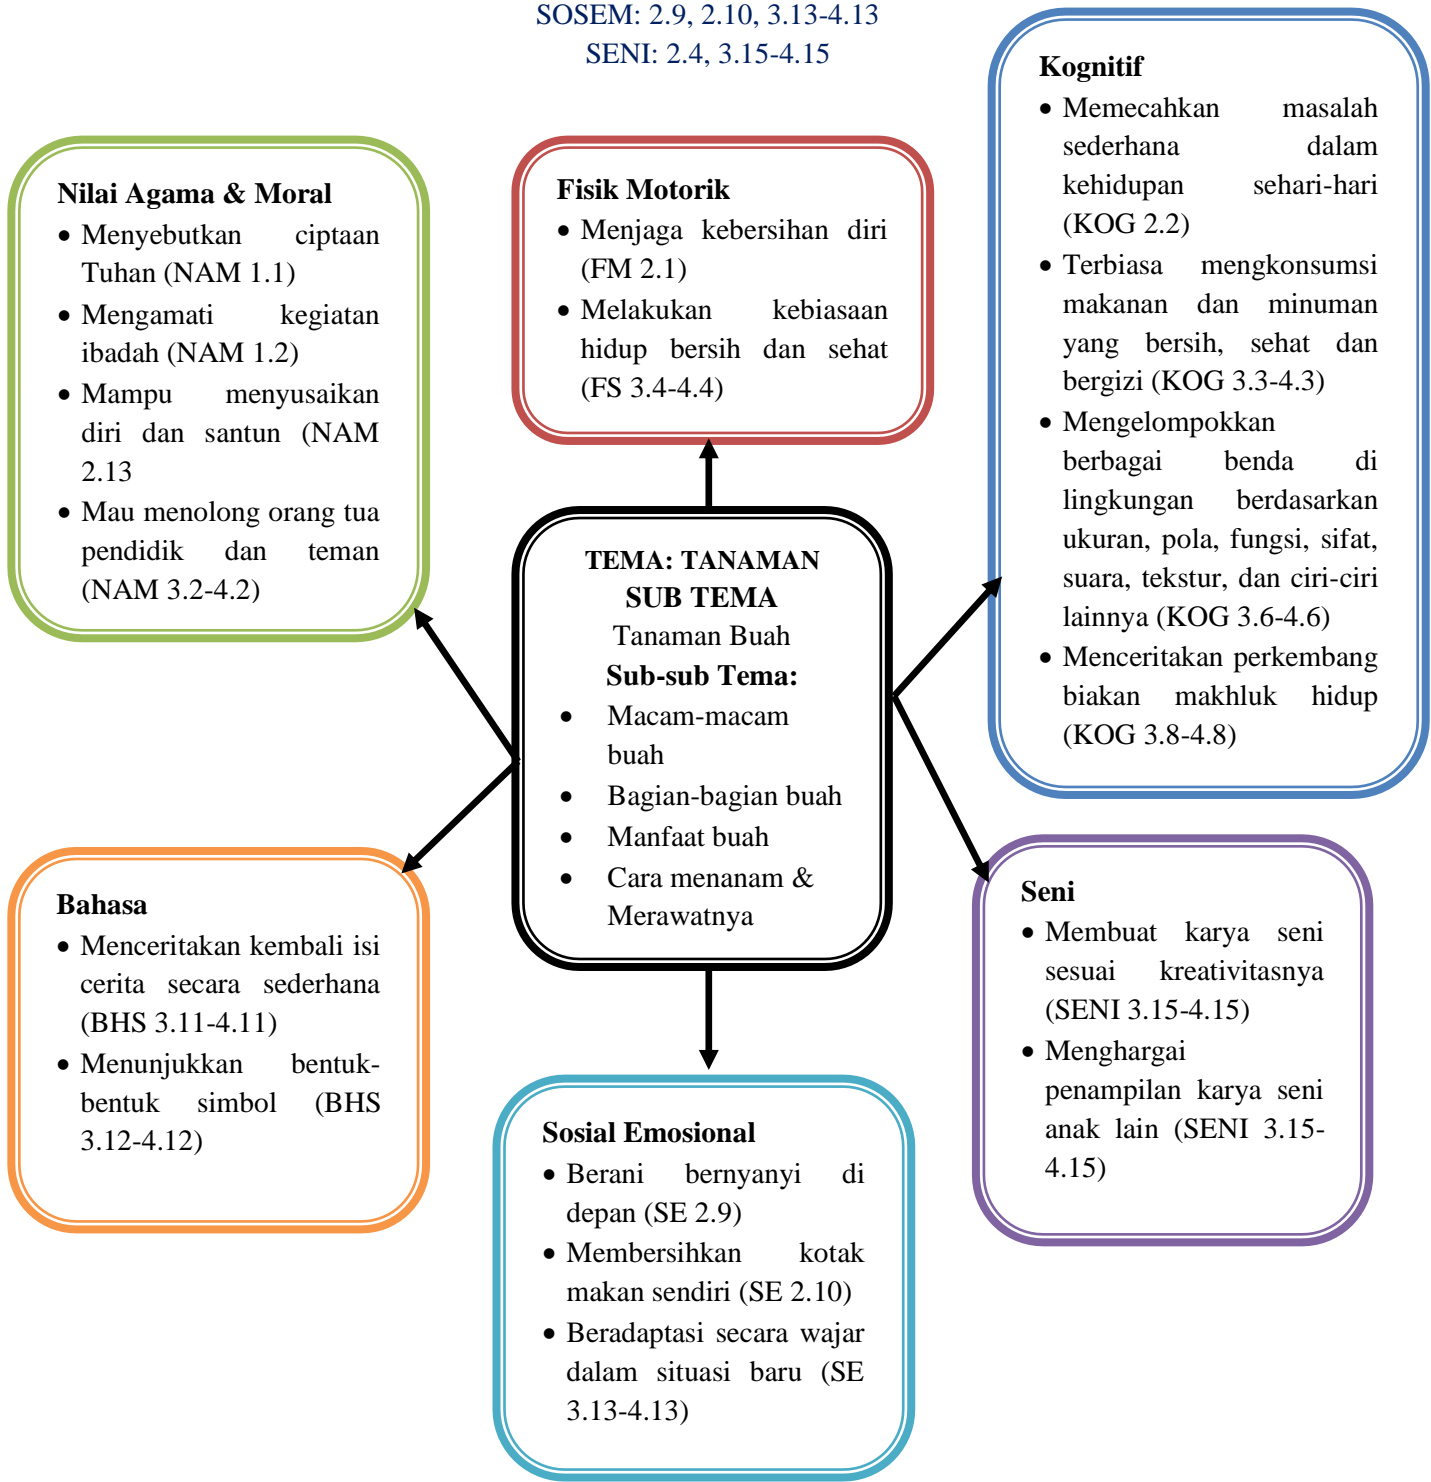 SOSEM: 2.9, 2.10, 3.13-4.13
SENI: 2.4, 3.15-4.15
Nilai Agama & Moral
• Menyebutkan ciptaan
Tuhan (NAM 1.1)
• Mengamati kegiatan
ibadah (NAM 1.2)
• Mampu menyusaikan
diri dan santun (NAM
2.13
• Mau menolong orang tua
pendidik dan teman
(NAM 3.2-4.2)
Fisik Motorik
• Menjaga kebersihan diri
(FM 2.1)
• Melakukan kebiasaan
hidup bersih dan sehat
(FS 3.4-4.4)
Kognitif
• Memecahkan masalah
sederhana dalam
kehidupan sehari-hari
(KOG 2.2)
• Terbiasa mengkonsumsi
makanan dan minuman
yang bersih, sehat dan
bergizi (KOG 3.3-4.3)
• Mengelompokkan
berbagai benda di
lingkungan berdasarkan
ukuran, pola, fungsi, sifat,
suara, tekstur, dan ciri-ciri
lainnya (KOG 3.6-4.6)
• Menceritakan perkembang
biakan makhluk hidup
(KOG 3.8-4.8)
TEMA: TANAMAN
SUB TEMA
Tanaman Buah
Sub-sub Tema:
• Macam-macam
buah
• Bagian-bagian buah
• Manfaat buah
• Cara menanam &
Merawatnya
Bahasa
• Menceritakan kembali isi
cerita secara sederhana
(BHS 3.11-4.11)
• Menunjukkan bentuk-
bentuk simbol (BHS
3.12-4.12)
Sosial Emosional
• Berani bernyanyi di
depan (SE 2.9)
• Membersihkan kotak
makan sendiri (SE 2.10)
• Beradaptasi secara wajar
dalam situasi baru (SE
3.13-4.13)
Seni
• Membuat karya seni
sesuai kreativitasnya
(SENI 3.15-4.15)
• Menghargai
penampilan karya seni
anak lain (SENI 3.15-
4.15)